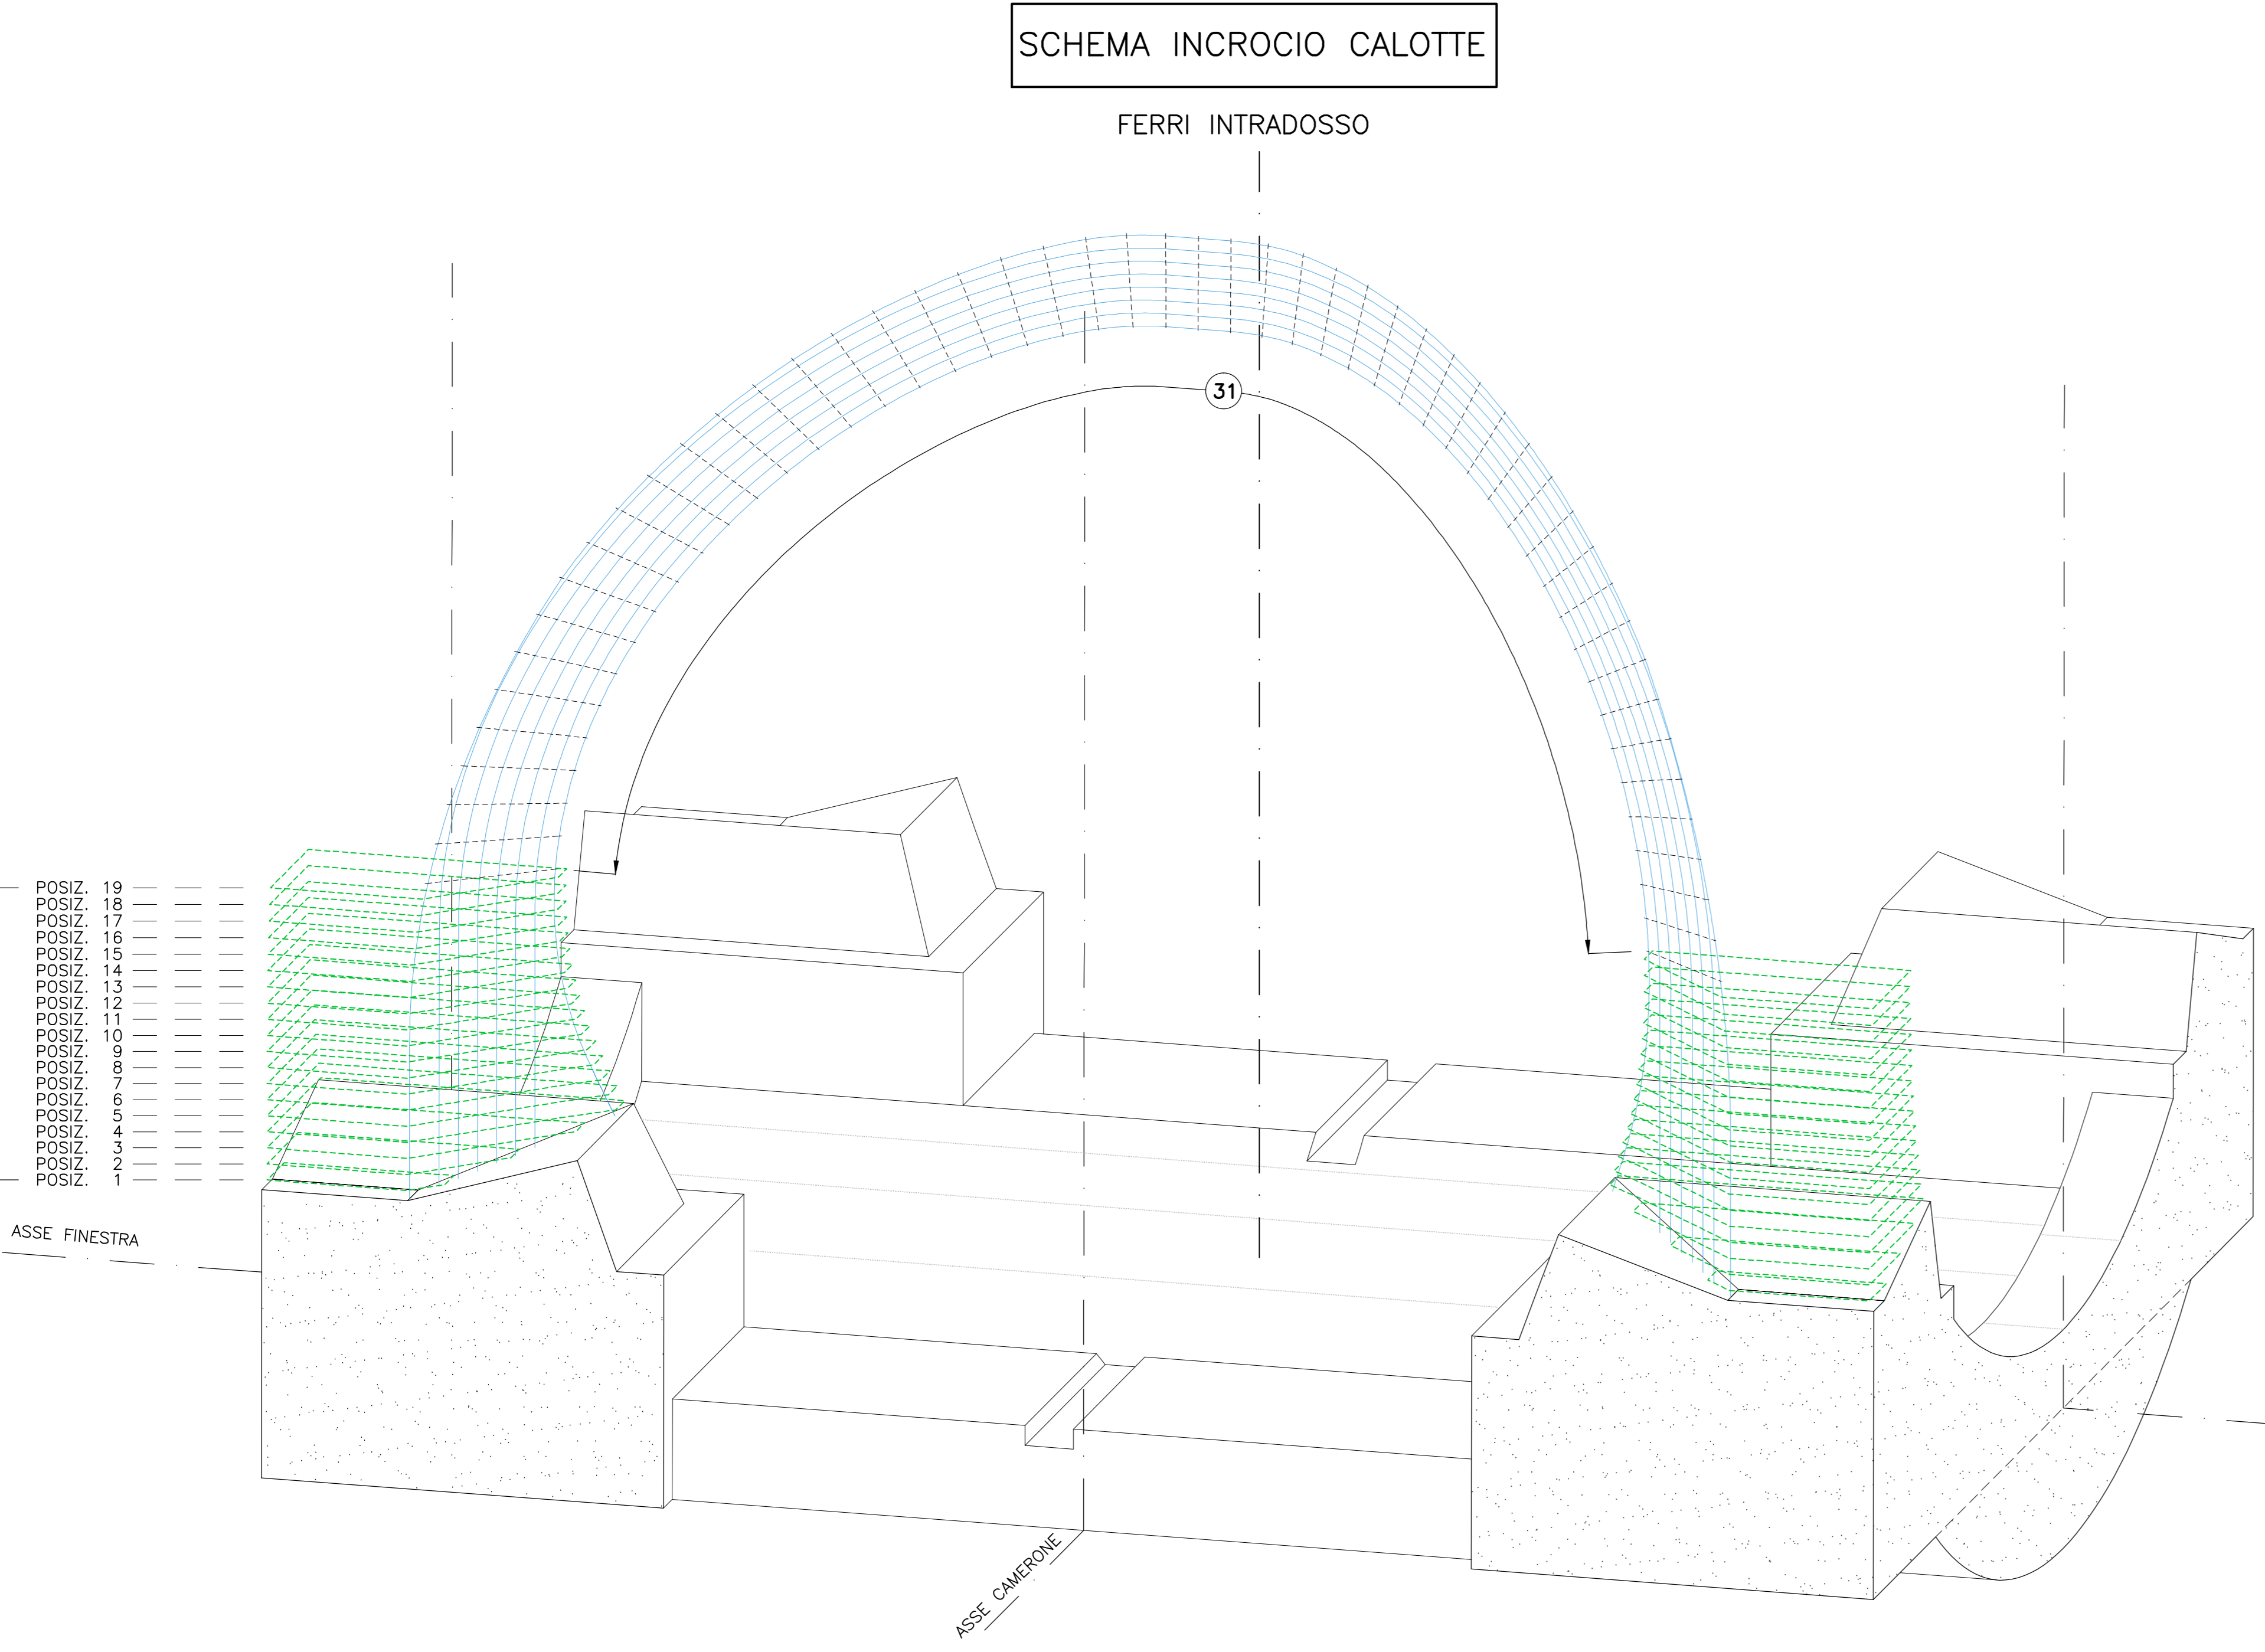 SCHEMA INCROCIO CALOTTE
FERRI INTRADOSSO
31
POSIZ. 19
POSIZ. 18
POSIZ. 17
POSIZ. 16
POSIZ. 15
POSIZ. 14
POSIZ. 13
POSIZ. 12
POSIZ. 11
POSIZ. 10
POSIZ. 9
POSIZ. 8
POSIZ. 7
POSIZ. 6
POSIZ. 5
POSIZ. 4
POSIZ. 3
POSIZ. 2
POSIZ. 1
ASSE FINESTRA
ASSE CAMERONE